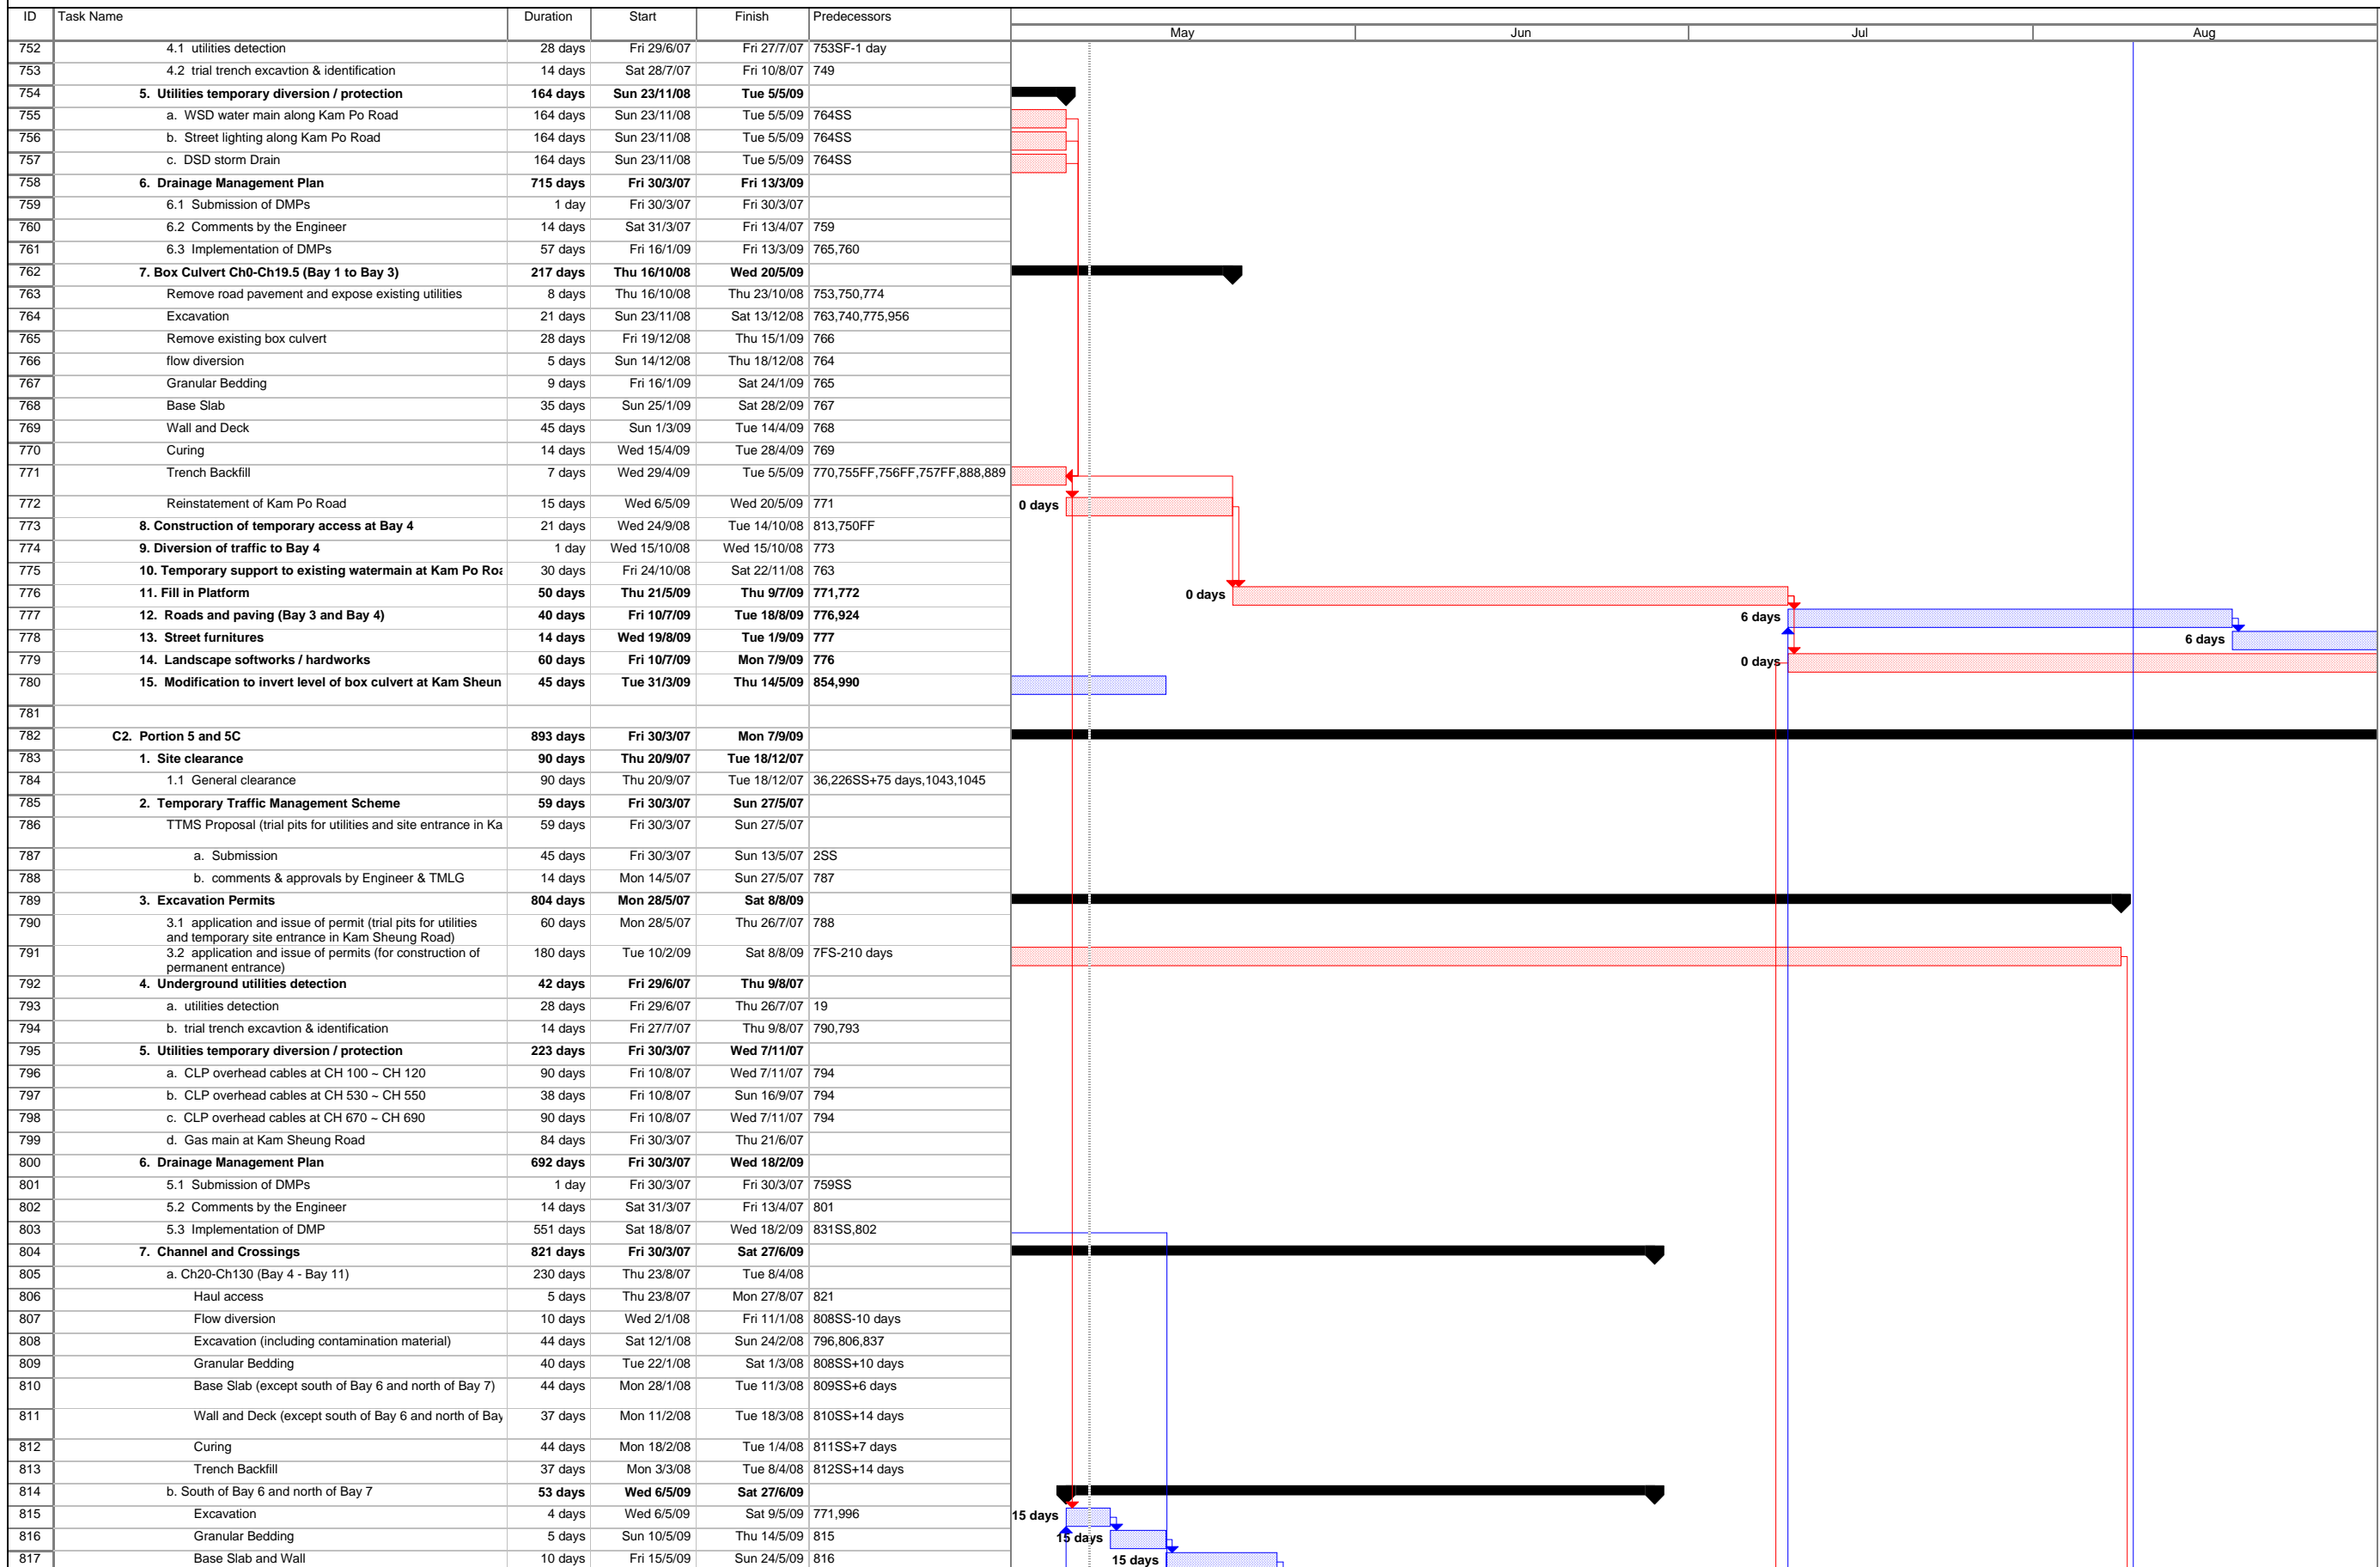 ID Task Name Duration Start Finish Predecessors
May Jun Jul Aug
752 4.1 utilities detection 28 days Fri 29/6/07 Fri 27/7/07 753SF-1 day
753 4.2 trial trench excavtion & identification 14 days Sat 28/7/07 Fri 10/8/07 749
754 5. Utilities temporary diversion / protection 164 days Sun 23/11/08 Tue 5/5/09
755 a. WSD water main along Kam Po Road 164 days Sun 23/11/08 Tue 5/5/09 764SS
756 b. Street lighting along Kam Po Road 164 days Sun 23/11/08 Tue 5/5/09 764SS
757 c. DSD storm Drain 164 days Sun 23/11/08 Tue 5/5/09 764SS
758 6. Drainage Management Plan 715 days Fri 30/3/07 Fri 13/3/09
759 6.1 Submission of DMPs 1 day Fri 30/3/07 Fri 30/3/07
760 6.2 Comments by the Engineer 14 days Sat 31/3/07 Fri 13/4/07 759
761 6.3 Implementation of DMPs 57 days Fri 16/1/09 Fri 13/3/09 765,760
762 7. Box Culvert Ch0-Ch19.5 (Bay 1 to Bay 3) 217 days Thu 16/10/08 Wed 20/5/09
763 Remove road pavement and expose existing utilities 8 days Thu 16/10/08 Thu 23/10/08 753,750,774
764 Excavation 21 days Sun 23/11/08 Sat 13/12/08 763,740,775,956
765 Remove existing box culvert 28 days Fri 19/12/08 Thu 15/1/09 766
766 flow diversion 5 days Sun 14/12/08 Thu 18/12/08 764
767 Granular Bedding 9 days Fri 16/1/09 Sat 24/1/09 765
768 Base Slab 35 days Sun 25/1/09 Sat 28/2/09 767
769 Wall and Deck 45 days Sun 1/3/09 Tue 14/4/09 768
770 Curing 14 days Wed 15/4/09 Tue 28/4/09 769
771 Trench Backfill 7 days Wed 29/4/09 Tue 5/5/09 770,755FF,756FF,757FF,888,889
772 Reinstatement of Kam Po Road 15 days Wed 6/5/09 Wed 20/5/09 771 0 days
773 8. Construction of temporary access at Bay 4 21 days Wed 24/9/08 Tue 14/10/08 813,750FF
774 9. Diversion of traffic to Bay 4 1 day Wed 15/10/08 Wed 15/10/08 773
775 10. Temporary support to existing watermain at Kam Po Roa 30 days Fri 24/10/08 Sat 22/11/08 763
776 11. Fill in Platform 50 days Thu 21/5/09 Thu 9/7/09 771,772 0 days
777 12. Roads and paving (Bay 3 and Bay 4) 40 days Fri 10/7/09 Tue 18/8/09 776,924 6 days
778 13. Street furnitures 14 days Wed 19/8/09 Tue 1/9/09 777 6 days
779 14. Landscape softworks / hardworks 60 days Fri 10/7/09 Mon 7/9/09 776 0 days
780 15. Modification to invert level of box culvert at Kam Sheun 45 days Tue 31/3/09 Thu 14/5/09 854,990
781
782 C2. Portion 5 and 5C 893 days Fri 30/3/07 Mon 7/9/09
783 1. Site clearance 90 days Thu 20/9/07 Tue 18/12/07
784 1.1 General clearance 90 days Thu 20/9/07 Tue 18/12/07 36,226SS+75 days,1043,1045
785 2. Temporary Traffic Management Scheme 59 days Fri 30/3/07 Sun 27/5/07
786 TTMS Proposal (trial pits for utilities and site entrance in Ka 59 days Fri 30/3/07 Sun 27/5/07
787 a. Submission 45 days Fri 30/3/07 Sun 13/5/07 2SS
788 b. comments & approvals by Engineer & TMLG 14 days Mon 14/5/07 Sun 27/5/07 787
789 3. Excavation Permits 804 days Mon 28/5/07 Sat 8/8/09
790 3.1 application and issue of permit (trial pits for utilities 60 days Mon 28/5/07 Thu 26/7/07 788
and temporary site entrance in Kam Sheung Road)
791 3.2 application and issue of permits (for construction of 180 days Tue 10/2/09 Sat 8/8/09 7FS-210 days
permanent entrance)
792 4. Underground utilities detection 42 days Fri 29/6/07 Thu 9/8/07
793 a. utilities detection 28 days Fri 29/6/07 Thu 26/7/07 19
794 b. trial trench excavtion & identification 14 days Fri 27/7/07 Thu 9/8/07 790,793
795 5. Utilities temporary diversion / protection 223 days Fri 30/3/07 Wed 7/11/07
796 a. CLP overhead cables at CH 100 ~ CH 120 90 days Fri 10/8/07 Wed 7/11/07 794
797 b. CLP overhead cables at CH 530 ~ CH 550 38 days Fri 10/8/07 Sun 16/9/07 794
798 c. CLP overhead cables at CH 670 ~ CH 690 90 days Fri 10/8/07 Wed 7/11/07 794
799 d. Gas main at Kam Sheung Road 84 days Fri 30/3/07 Thu 21/6/07
800 6. Drainage Management Plan 692 days Fri 30/3/07 Wed 18/2/09
801 5.1 Submission of DMPs 1 day Fri 30/3/07 Fri 30/3/07 759SS
802 5.2 Comments by the Engineer 14 days Sat 31/3/07 Fri 13/4/07 801
803 5.3 Implementation of DMP 551 days Sat 18/8/07 Wed 18/2/09 831SS,802
804 7. Channel and Crossings 821 days Fri 30/3/07 Sat 27/6/09
805 a. Ch20-Ch130 (Bay 4 - Bay 11) 230 days Thu 23/8/07 Tue 8/4/08
806 Haul access 5 days Thu 23/8/07 Mon 27/8/07 821
807 Flow diversion 10 days Wed 2/1/08 Fri 11/1/08 808SS-10 days
808 Excavation (including contamination material) 44 days Sat 12/1/08 Sun 24/2/08 796,806,837
809 Granular Bedding 40 days Tue 22/1/08 Sat 1/3/08 808SS+10 days
810 Base Slab (except south of Bay 6 and north of Bay 7) 44 days Mon 28/1/08 Tue 11/3/08 809SS+6 days
811 Wall and Deck (except south of Bay 6 and north of Bay 37 days Mon 11/2/08 Tue 18/3/08 810SS+14 days
812 Curing 44 days Mon 18/2/08 Tue 1/4/08 811SS+7 days
813 Trench Backfill 37 days Mon 3/3/08 Tue 8/4/08 812SS+14 days
814 b. South of Bay 6 and north of Bay 7 53 days Wed 6/5/09 Sat 27/6/09
815 Excavation 4 days Wed 6/5/09 Sat 9/5/09 771,996 15 days
816 Granular Bedding 5 days Sun 10/5/09 Thu 14/5/09 815 15 days
817 Base Slab and Wall 10 days Fri 15/5/09 Sun 24/5/09 816 15 days